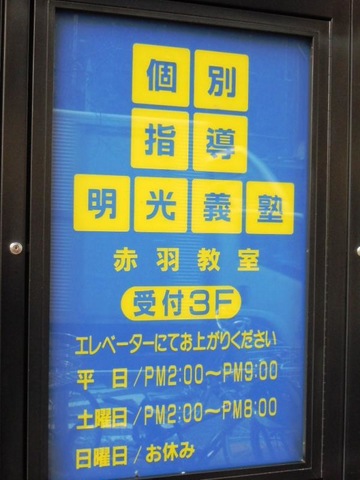 個別
指導
明光義塾
赤羽教室
受付3F
エレベーターにてお上がりください
平 日/PM2:00〜PM9:00
土曜日/PM2:00〜PM8:00
日曜日/お休み